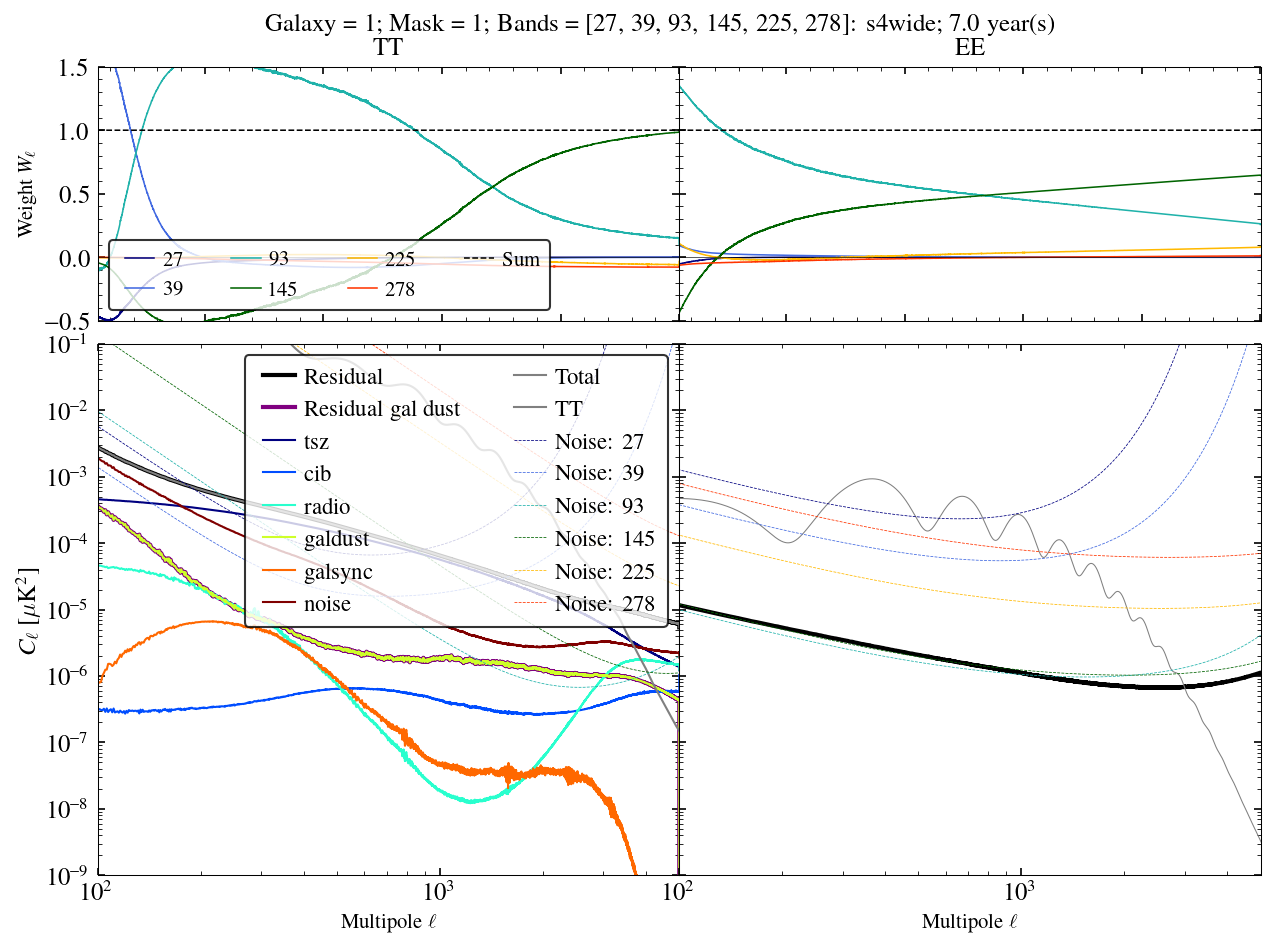 Galaxy = 1; Mask = 1; Bands = [27, 39, 93, 145, 225, 278]: s4wide; 7.0 year(s)
TT
EE
1.5
1.0
0.5
0.0
−0.5
Weight W_ℓ
27 93 225 Sum
39 145 278
10^−1
10^−2
10^−3
10^−4
10^−5
10^−6
10^−7
10^−8
10^−9
C_ℓ [μK^2]
Residual Total
Residual gal dust TT
tsz Noise: 27
cib Noise: 39
radio Noise: 93
galdust Noise: 145
galsync Noise: 225
noise Noise: 278
10^2 10^3 10^2 10^3
Multipole ℓ Multipole ℓ